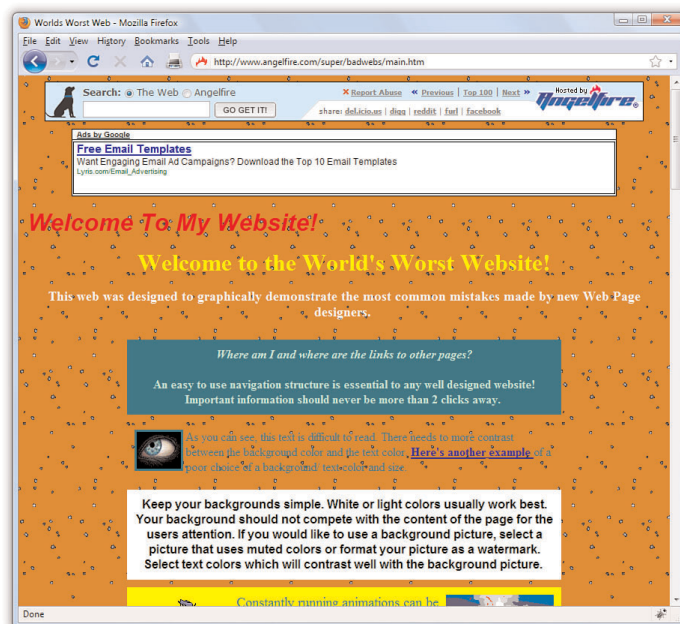 Worlds Worst Web - Mozilla Firefox
File Edit View History Bookmarks Tools Help
http://www.angelfire.com/super/badwebs/main.htm
Search: The Web Angelfire
Report Abuse « Previous | Top 100 | Next »
Hosted by
Angelfire
GO GET IT!
share: del.icio.us | digg | reddit | furl | facebook
Ads by Google
Free Email Templates
Want Engaging Email Ad Campaigns? Download the Top 10 Email Templates
Lyris.com/Email_Advertising
Welcome To My Website!
Welcome to the World's Worst Website!
This web was designed to graphically demonstrate the most common mistakes made by new Web Page
designers.
Where am I and where are the links to other pages?
An easy to use navigation structure is essential to any well designed website!
Important information should never be more than 2 clicks away.
As you can see, this text is difficult to read. There needs to more contrast
between the background color and the text color. Here's another example of a
poor choice of a background/ text color and size.
Keep your backgrounds simple. White or light colors usually work best.
Your background should not compete with the content of the page for the
users attention. If you would like to use a background picture, select a
picture that uses muted colors or format your picture as a watermark.
Select text colors which will contrast well with the background picture.
Constantly running animations can be
Done